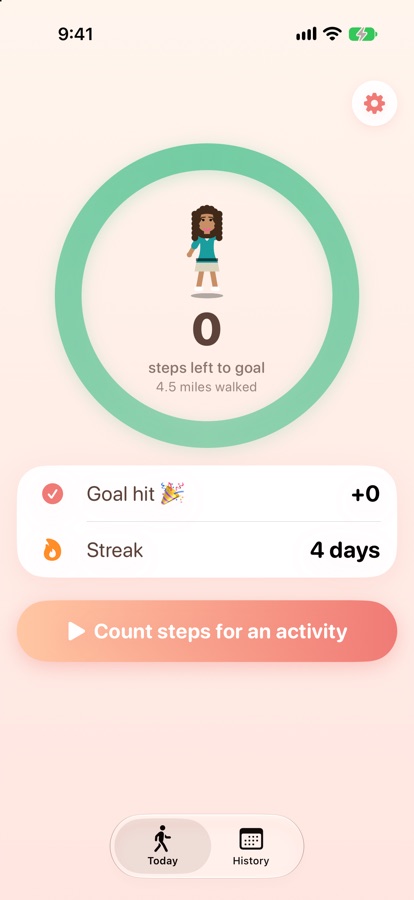 9:41
0
steps left to goal
4.5 miles walked
Goal hit 🎉
+0
Streak
4 days
Count steps for an activity
Today
History